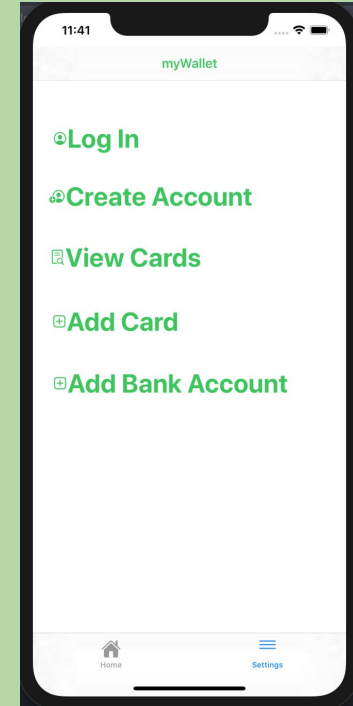 11:41
myWallet
Log In
Create Account
View Cards
Add Card
Add Bank Account
Home
Settings